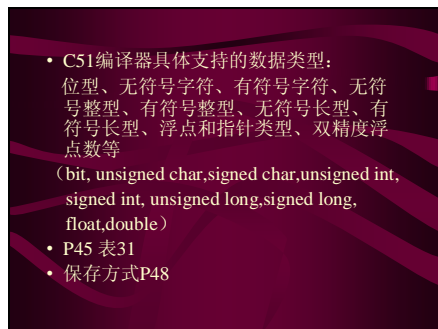 • C51编译器具体支持的数据类型：
位型、无符号字符、有符号字符、无符
号整型、有符号整型、无符号长型、有
符号长型、浮点和指针类型、双精度浮
点数等
（bit, unsigned char,signed char,unsigned int,
signed int, unsigned long,signed long,
float,double）
• P45 表31
• 保存方式P48